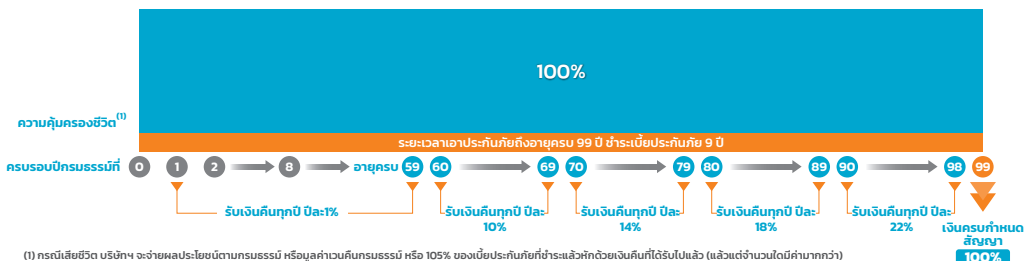 100%
ความคุ้มครองชีวิต(1)
ระยะเวลาเอาประกันภัยถึงอายุครบ 99 ปี ชำระเบี้ยประกันภัย 9 ปี
ครบรอบปีกรมธรรม์ที่ 0 1 2 8 อายุครบ 59 60 69 70 79 80 89 90 98 99
รับเงินคืนทุกปี ปีละ1% รับเงินคืนทุกปี ปีละ รับเงินคืนทุกปี ปีละ รับเงินคืนทุกปี ปีละ รับเงินคืนทุกปี ปีละ
10% 14% 18% 22%
เงินครบกำหนด
สัญญา
100%
(1) กรณีเสียชีวิต บริษัทฯ จะจ่ายผลประโยชน์ตามกรมธรรม์ หรือมูลค่าเวนคืนกรมธรรม์ หรือ 105% ของเบี้ยประกันภัยที่ชำระแล้วหักด้วยเงินคืนที่ได้รับไปแล้ว (แล้วแต่จำนวนใดมีค่ามากกว่า)